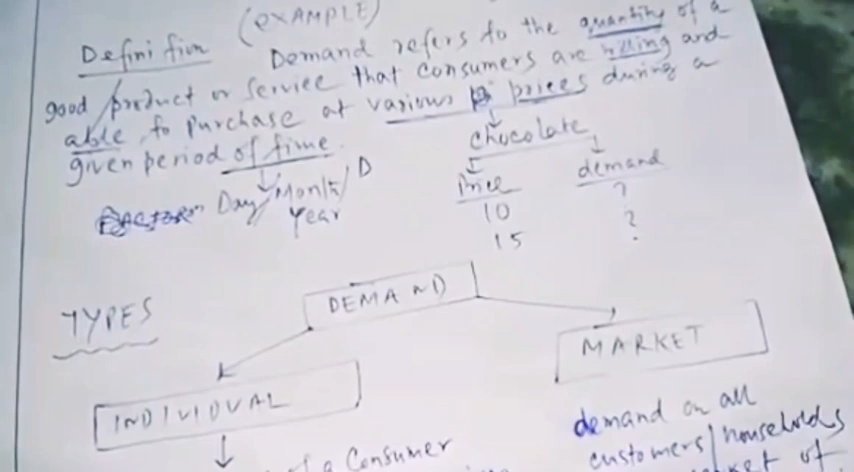 (EXAMPLE)
Definition Demand refers to the quantity of a
good/product or service that consumers are willing and
able to purchase at various prices during a
given period of time.
Day/Month/
Year
D
chocolate
Price demand
10 ?
15 ?
TYPES
DEMAND
INDIVIDUAL
MARKET
of a Consumer
demand on all
customers/households
of